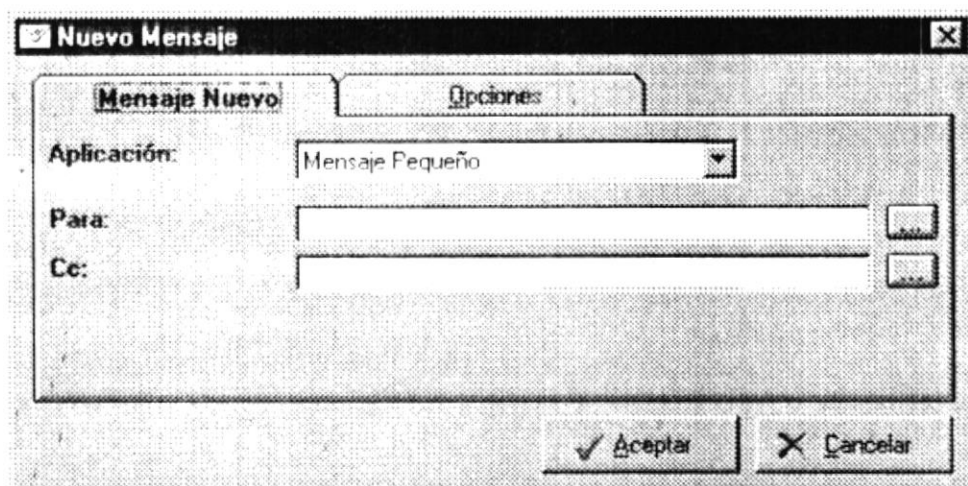 Nuevo Mensaje
Mensaje Nuevo Opciones
Aplicación: Mensaje Pequeño
Para: ...
Cc: ...
Aceptar Cancelar